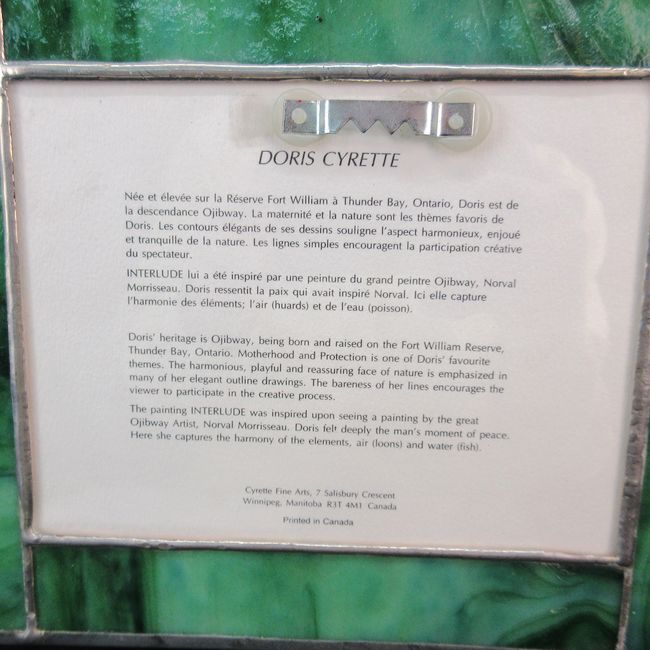 DORIS CYRETTE
Née et élevée sur la Réserve Fort William à Thunder Bay, Ontario, Doris est de
la descendance Ojibway. La maternité et la nature sont les thèmes favoris de
Doris. Les contours élégants de ses dessins souligne l'aspect harmonieux, enjoué
et tranquille de la nature. Les lignes simples encouragent la participation créative
du spectateur.
INTERLUDE lui a été inspiré par une peinture du grand peintre Ojibway, Norval
Morrisseau. Doris ressentit la paix qui avait inspiré Norval. Ici elle capture
l'harmonie des éléments; l'air (huards) et de l'eau (poisson).
Doris' heritage is Ojibway, being born and raised on the Fort William Reserve,
Thunder Bay, Ontario. Motherhood and Protection is one of Doris' favourite
themes. The harmonious, playful and reassuring face of nature is emphasized in
many of her elegant outline drawings. The bareness of her lines encourages the
viewer to participate in the creative process.
The painting INTERLUDE was inspired upon seeing a painting by the great
Ojibway Artist, Norval Morrisseau. Doris felt deeply the man's moment of peace.
Here she captures the harmony of the elements, air (loons) and water (fish).
Cyrette Fine Arts, 7 Salisbury Crescent
Winnipeg, Manitoba R3T 4M1 Canada
Printed in Canada